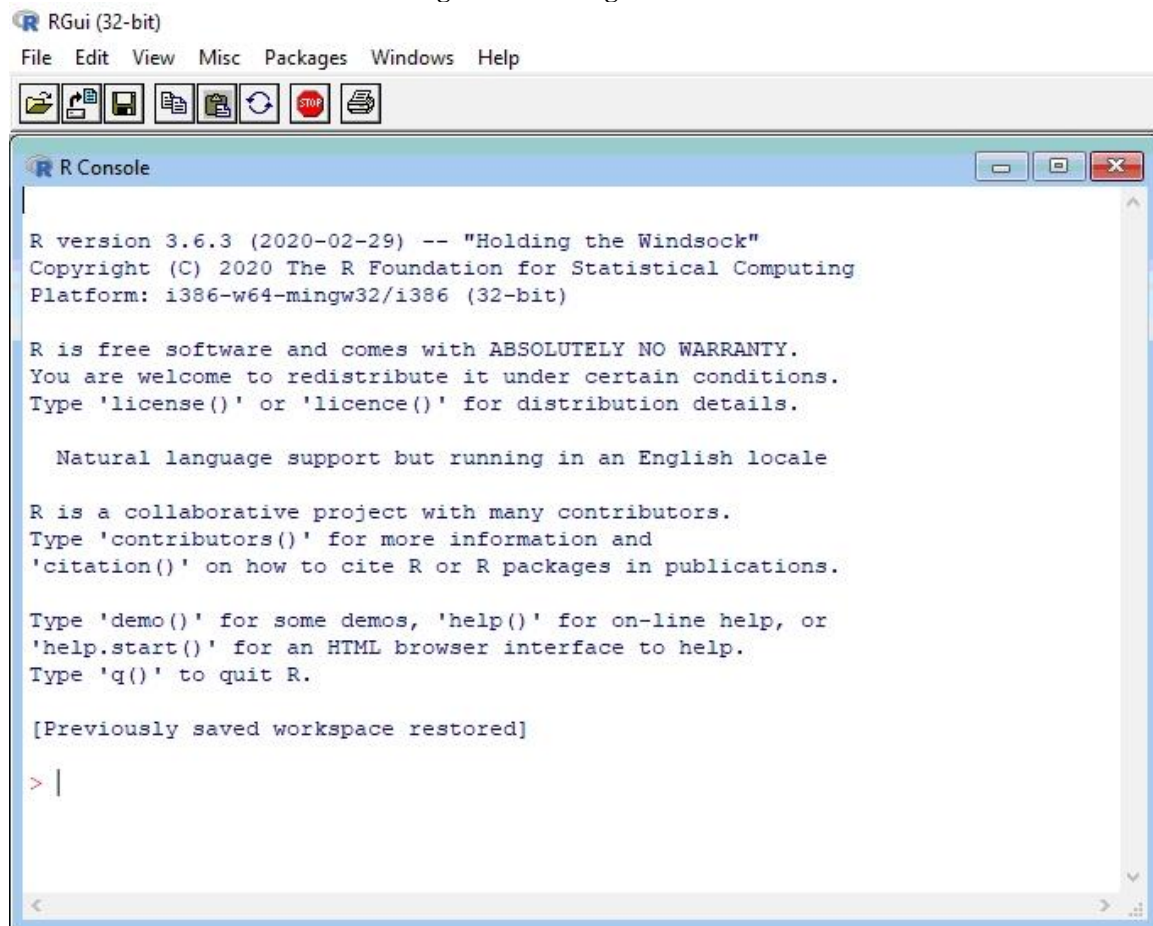 RGui (32-bit)
File Edit View Misc Packages Windows Help
STOP
R Console
R version 3.6.3 (2020-02-29) -- "Holding the Windsock"
Copyright (C) 2020 The R Foundation for Statistical Computing
Platform: i386-w64-mingw32/i386 (32-bit)
R is free software and comes with ABSOLUTELY NO WARRANTY.
You are welcome to redistribute it under certain conditions.
Type 'license()' or 'licence()' for distribution details.
Natural language support but running in an English locale
R is a collaborative project with many contributors.
Type 'contributors()' for more information and
'citation()' on how to cite R or R packages in publications.
Type 'demo()' for some demos, 'help()' for on-line help, or
'help.start()' for an HTML browser interface to help.
Type 'q()' to quit R.
[Previously saved workspace restored]
>